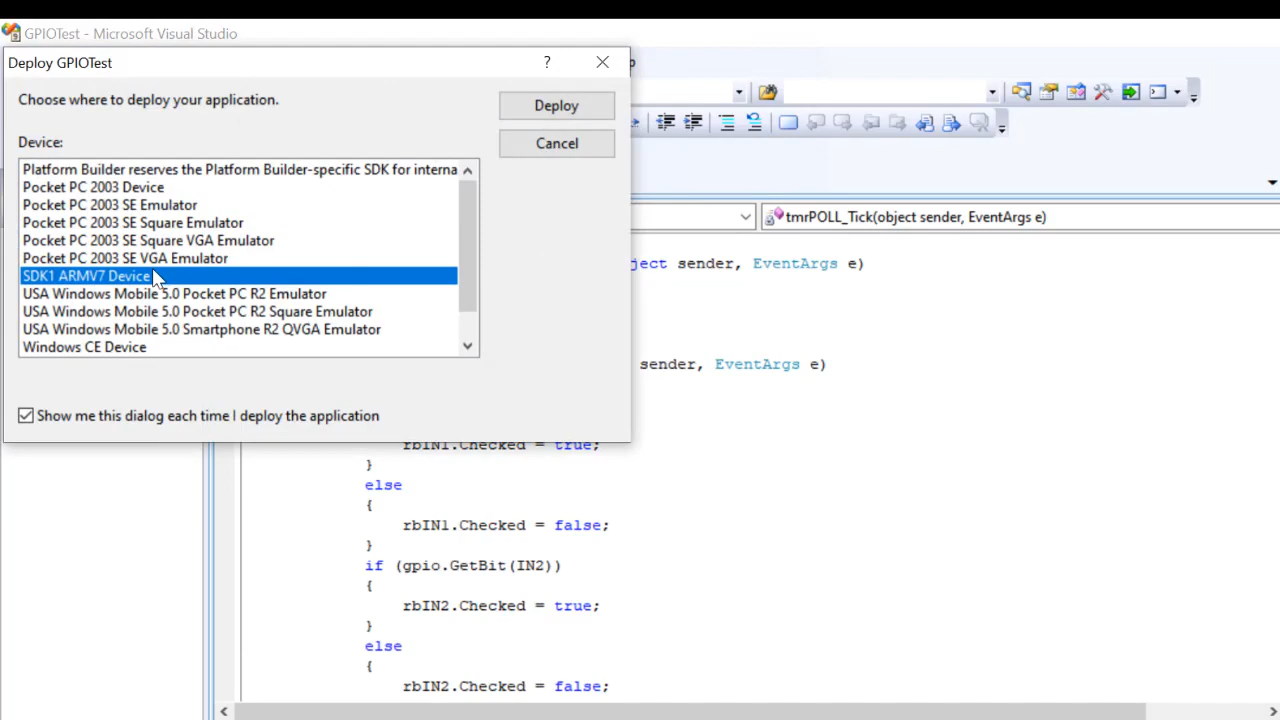 GPIOTest - Microsoft Visual Studio
Deploy GPIOTest
?
Choose where to deploy your application.
Deploy
Device:
Cancel
Platform Builder reserves the Platform Builder-specific SDK for interna
Pocket PC 2003 Device
Pocket PC 2003 SE Emulator
Pocket PC 2003 SE Square Emulator
Pocket PC 2003 SE Square VGA Emulator
Pocket PC 2003 SE VGA Emulator
SDK1 ARMV7 Device
USA Windows Mobile 5.0 Pocket PC R2 Emulator
USA Windows Mobile 5.0 Pocket PC R2 Square Emulator
USA Windows Mobile 5.0 Smartphone R2 QVGA Emulator
Windows CE Device
Show me this dialog each time I deploy the application
tmrPOLL_Tick(object sender, EventArgs e)
ject sender, EventArgs e)
sender, EventArgs e)
rbIN1.Checked = true;
}
else
{
rbIN1.Checked = false;
}
if (gpio.GetBit(IN2))
{
rbIN2.Checked = true;
}
else
{
rbIN2.Checked = false;